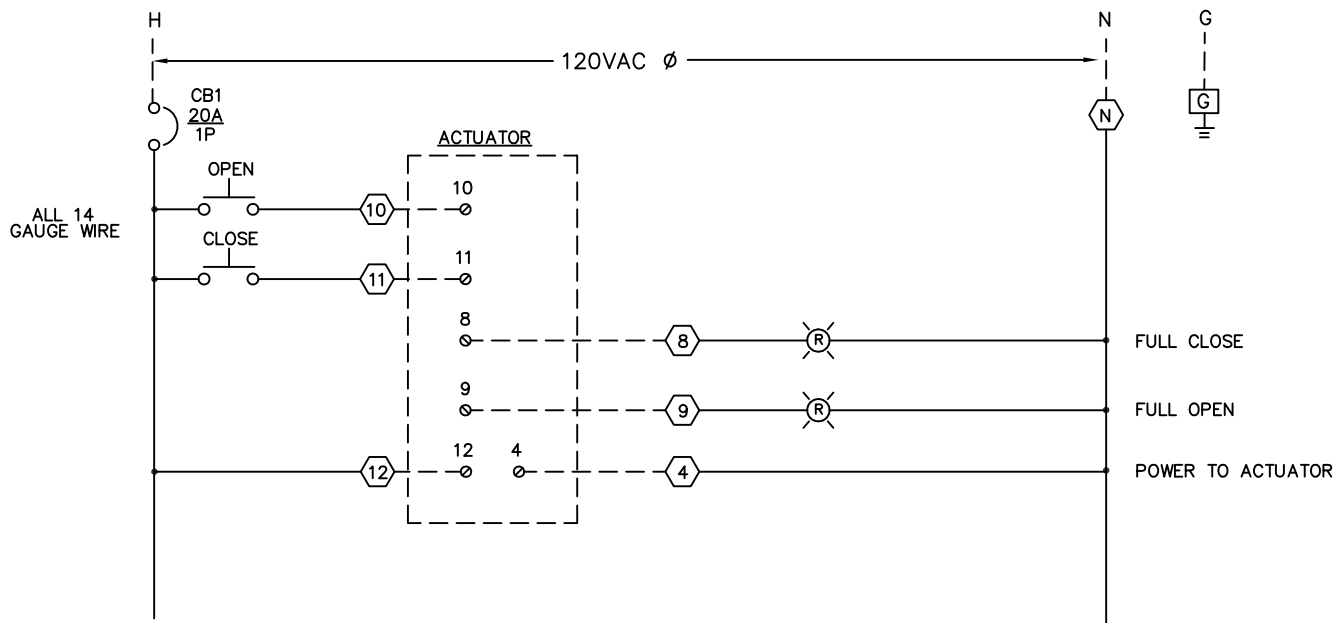 H
N
G
120VAC Ø
CB1
20A
1P
N
G
ACTUATOR
OPEN
10
10
ALL 14
GAUGE WIRE
CLOSE
11
11
8
8
R
FULL CLOSE
9
9
R
FULL OPEN
12
4
12
4
POWER TO ACTUATOR